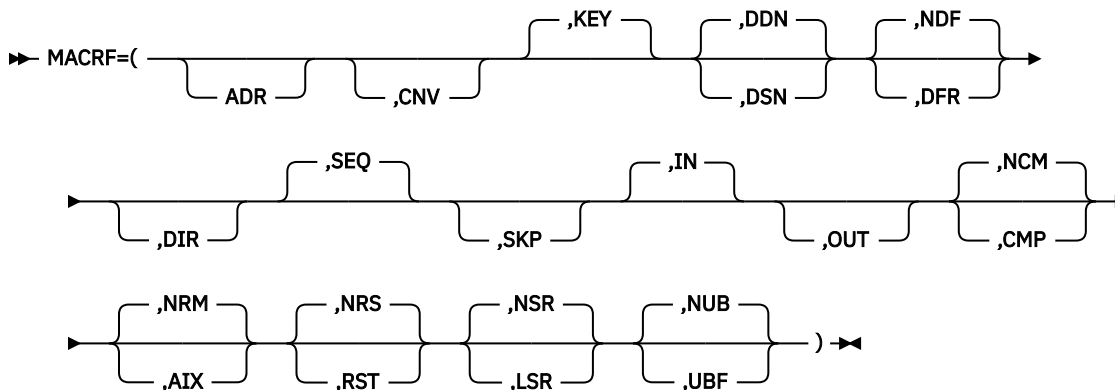 ,KEY ,DDN ,NDF
MACRF=(
ADR ,CNV ,DSN ,DFR
,SEQ ,IN ,NCM
,DIR ,SKP ,OUT ,CMP
,NRM ,NRS ,NSR ,NUB
)
,AIX ,RST ,LSR ,UBF